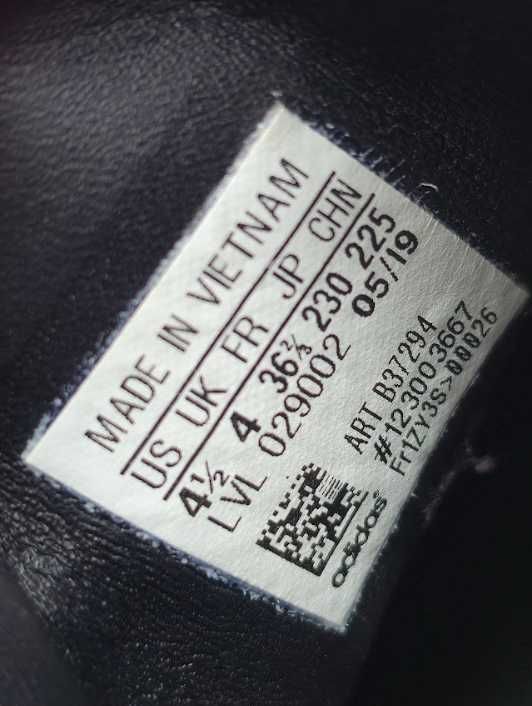 MADE IN VIETNAM
US UK FR JP CHN
4½ 4 36⅔ 230 225
LVL 029002 05/19
ART B37294
#123003667
Fr1ZY3S>00026
adidas®